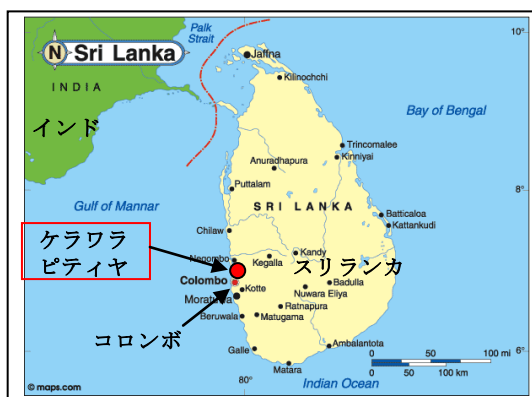 Palk
Strait
10°
N Sri Lanka
Jaffna
Kilinochchi
INDIA
Bay of Bengal
インド
Trincomalee
Kinniyai
Anuradhapura
Puttalam
8°
Gulf of Mannar
SRI LANKA
Batticaloa
Kattankudi
Chilaw
ケラワラ
ピティヤ
Kandy
Negombo
Kegalla
スリランカ
Colombo
Badulla
Kotte
Nuwara Eliya
Moratuwa
Ratnapura
コロンボ
Beruwala
Matugama
Galle
Ambalantota
0 50 100 mi
0 50 100 km
Matara
6°
80°
Indian Ocean
© maps.com